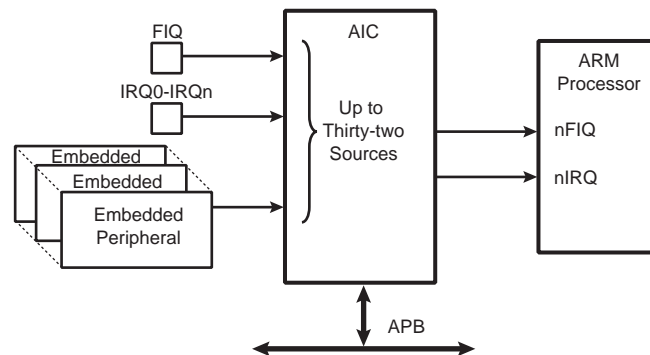 FIQ
IRQ0-IRQn
Embedded
Embedded
Embedded
Peripheral
AIC
Up to
Thirty-two
Sources
ARM
Processor
nFIQ
nIRQ
APB